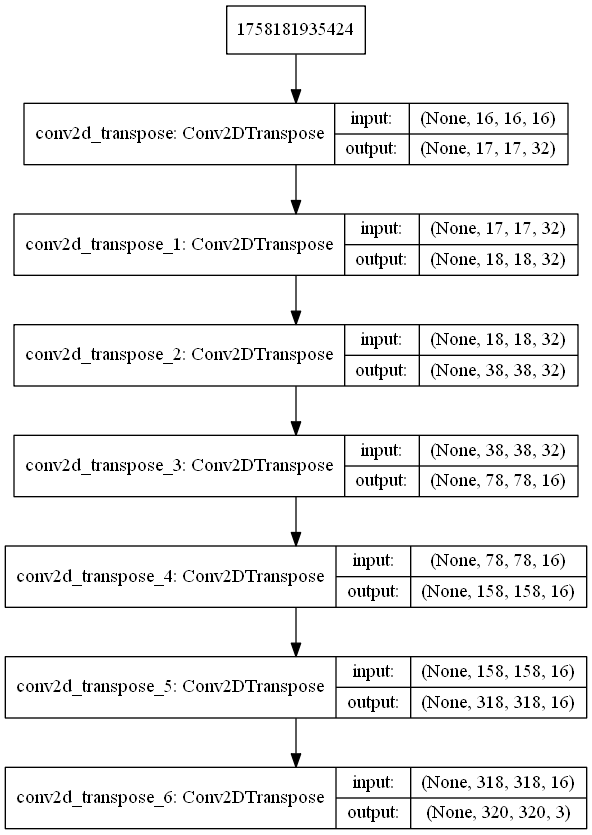 1758181935424
conv2d_transpose: Conv2DTranspose
input: (None, 16, 16, 16)
output: (None, 17, 17, 32)
conv2d_transpose_1: Conv2DTranspose
input: (None, 17, 17, 32)
output: (None, 18, 18, 32)
conv2d_transpose_2: Conv2DTranspose
input: (None, 18, 18, 32)
output: (None, 38, 38, 32)
conv2d_transpose_3: Conv2DTranspose
input: (None, 38, 38, 32)
output: (None, 78, 78, 16)
conv2d_transpose_4: Conv2DTranspose
input: (None, 78, 78, 16)
output: (None, 158, 158, 16)
conv2d_transpose_5: Conv2DTranspose
input: (None, 158, 158, 16)
output: (None, 318, 318, 16)
conv2d_transpose_6: Conv2DTranspose
input: (None, 318, 318, 16)
output: (None, 320, 320, 3)